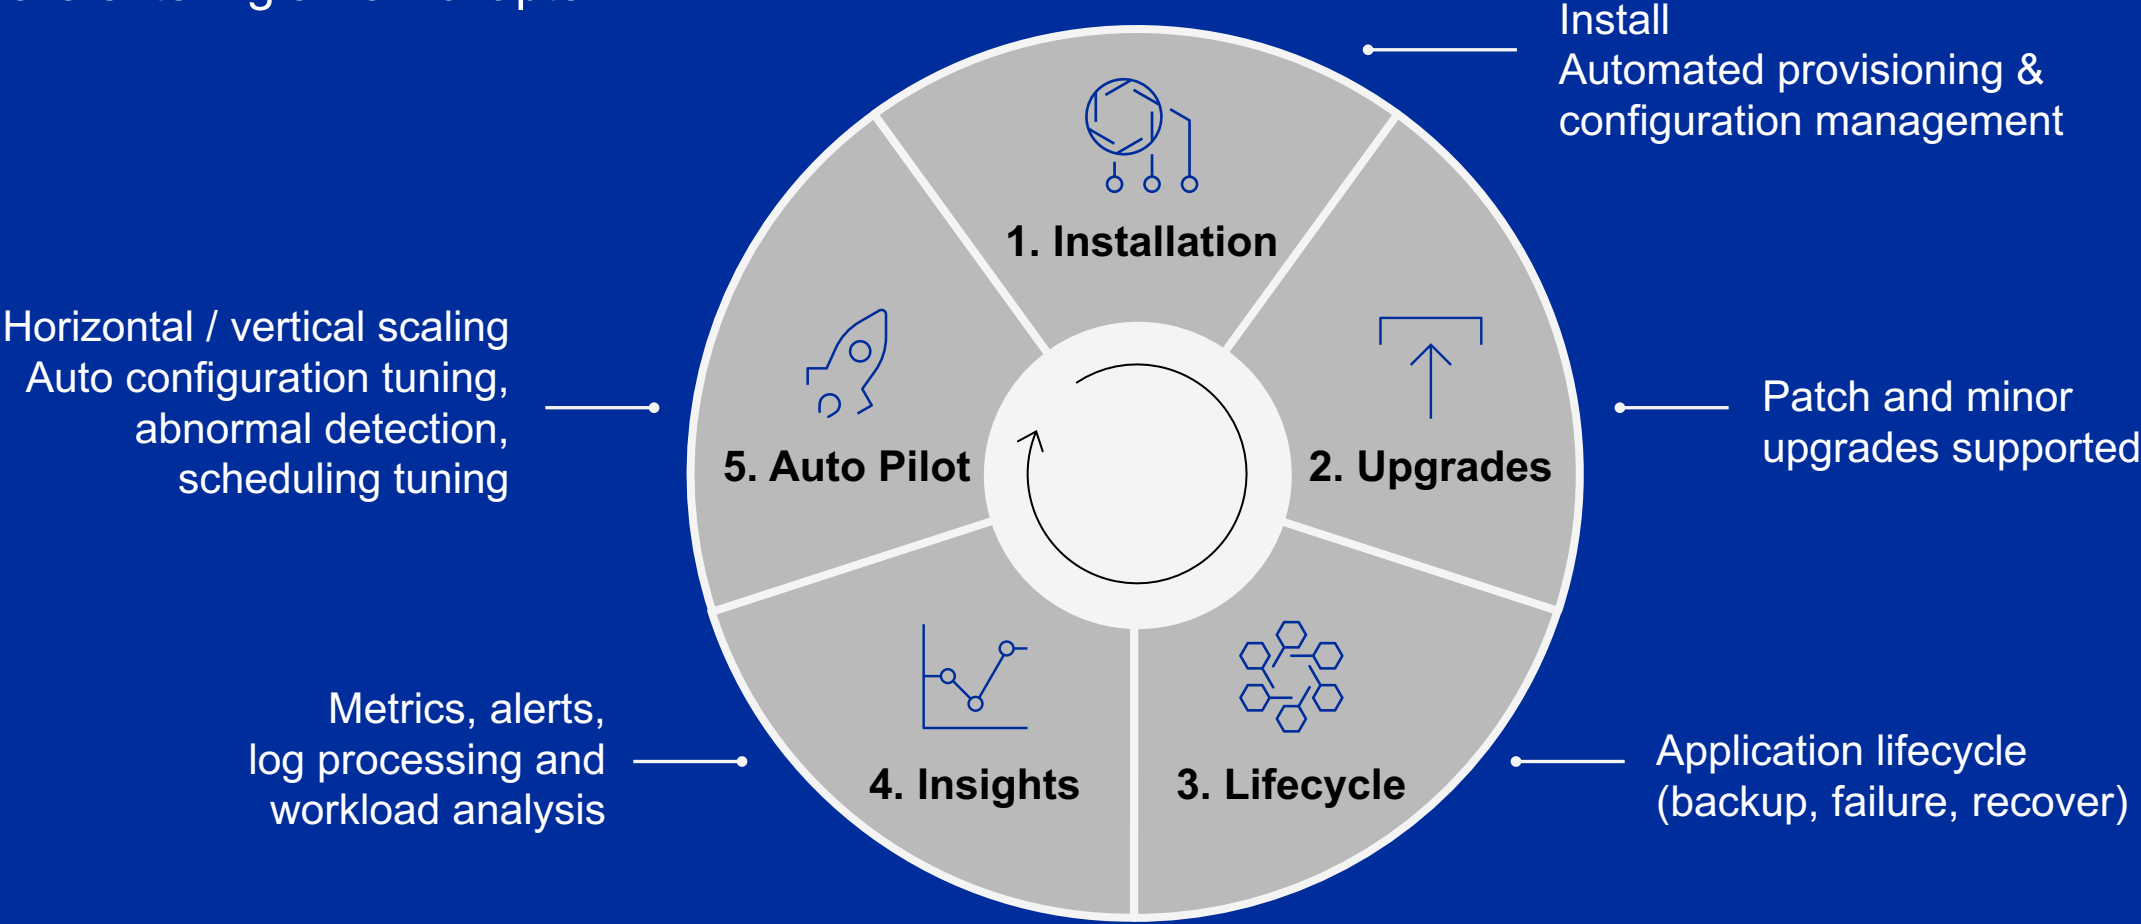 Install
Automated provisioning &
configuration management
1. Installation
Horizontal / vertical scaling
Auto configuration tuning,
abnormal detection,
scheduling tuning
5. Auto Pilot
2. Upgrades
Patch and minor
upgrades supported
Metrics, alerts,
log processing and
workload analysis
4. Insights
3. Lifecycle
Application lifecycle
(backup, failure, recover)